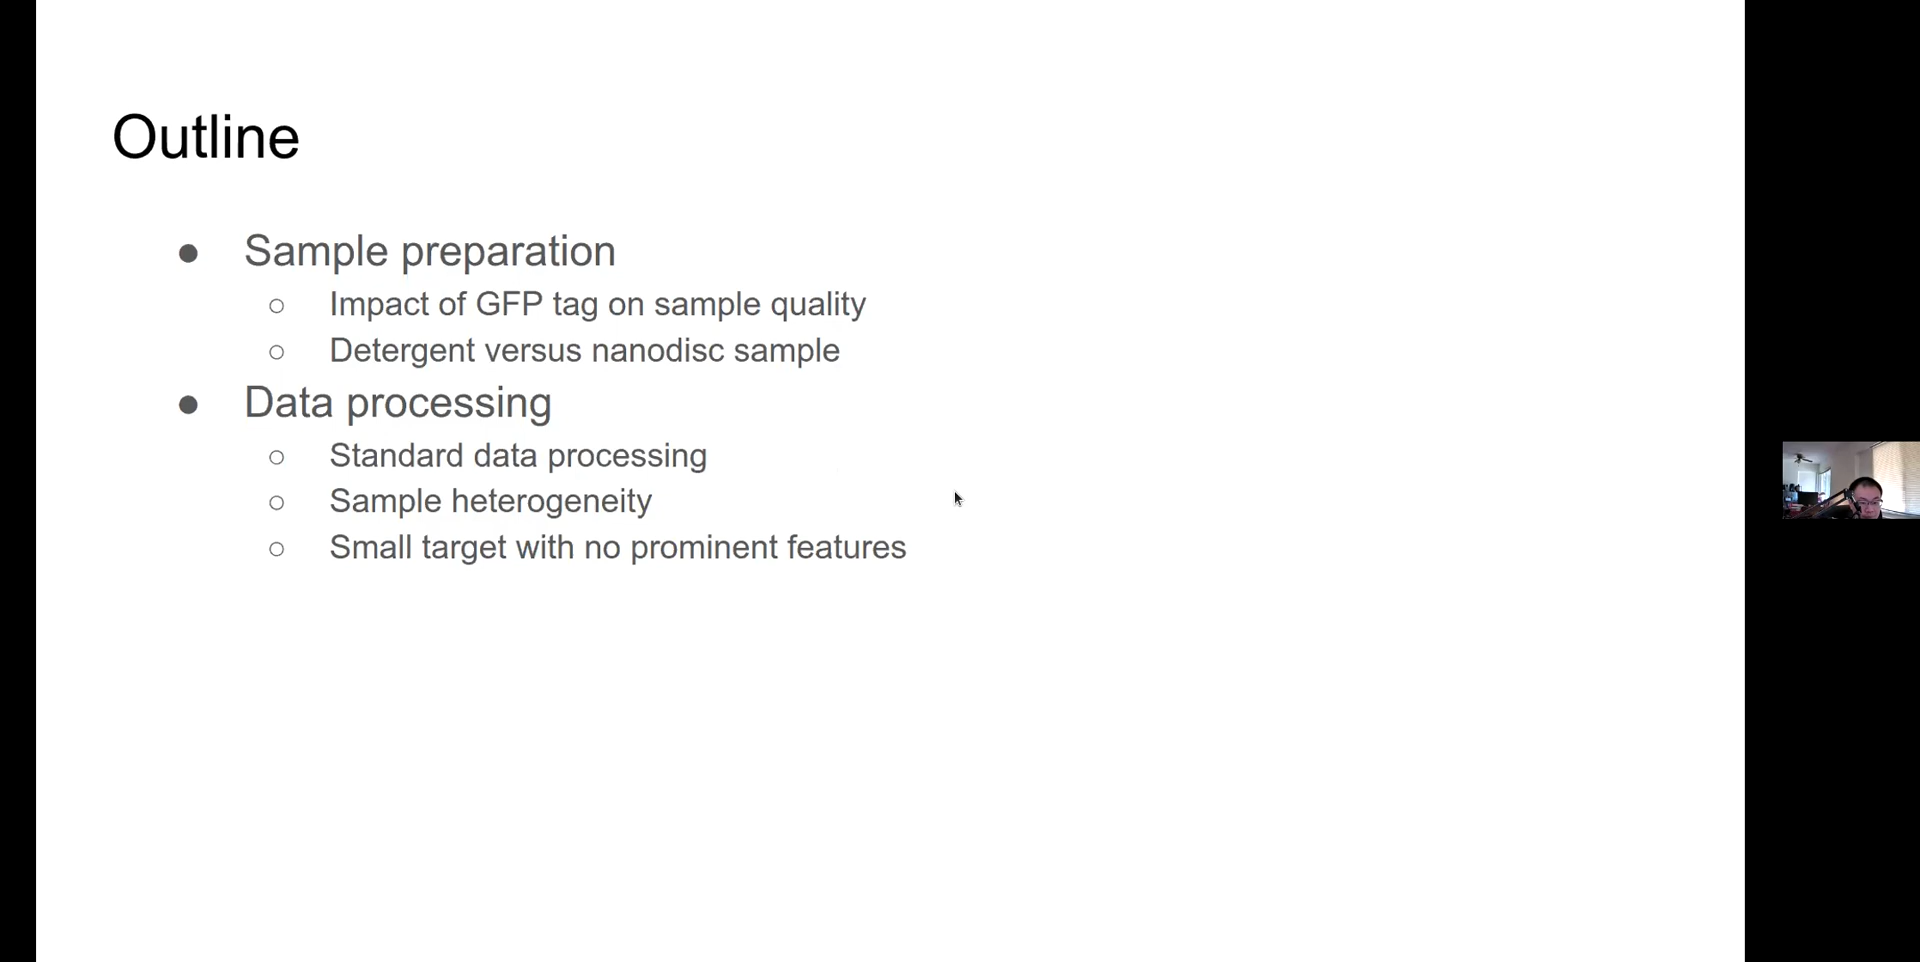 Outline
● Sample preparation
○ Impact of GFP tag on sample quality
○ Detergent versus nanodisc sample
● Data processing
○ Standard data processing
○ Sample heterogeneity
○ Small target with no prominent features